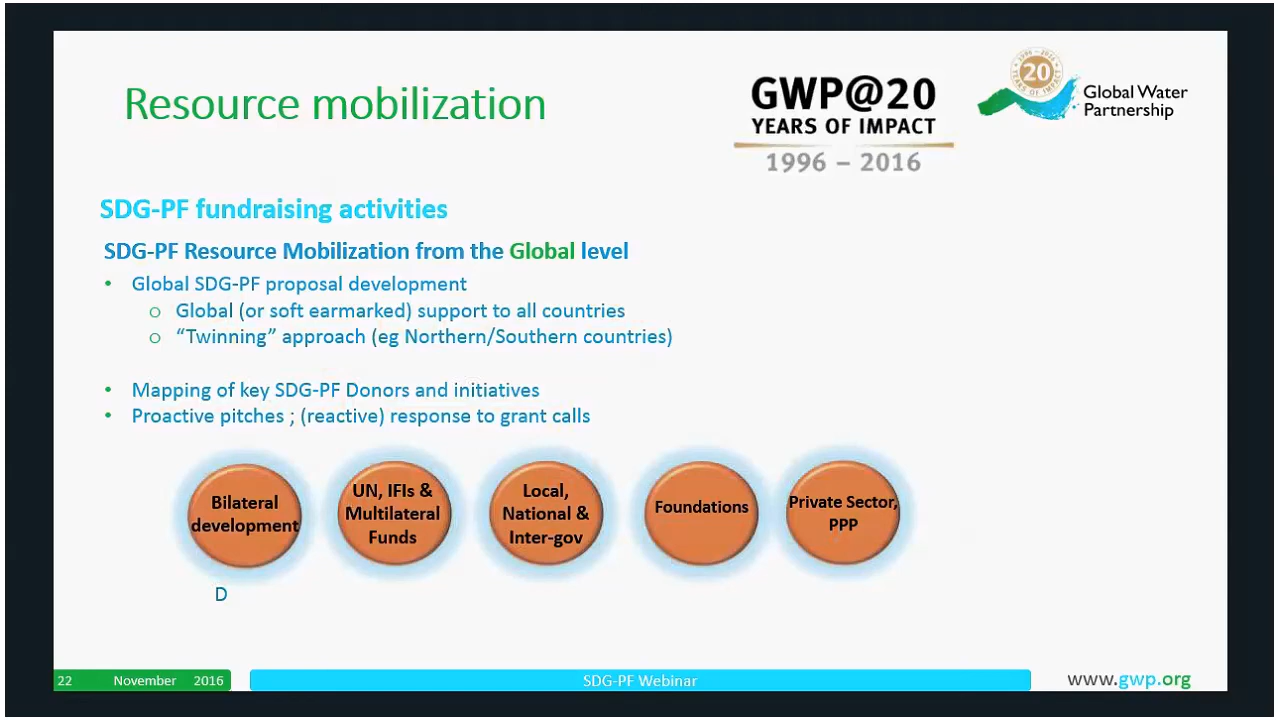 Resource mobilization
GWP@20
YEARS OF IMPACT
1996 – 2016
20
YEARS OF IMPACT
Global Water
Partnership
SDG-PF fundraising activities
SDG-PF Resource Mobilization from the Global level
• Global SDG-PF proposal development
o Global (or soft earmarked) support to all countries
o “Twinning” approach (eg Northern/Southern countries)
• Mapping of key SDG-PF Donors and initiatives
• Proactive pitches ; (reactive) response to grant calls
Bilateral
development
UN, IFIs &
Multilateral
Funds
Local,
National &
Inter-gov
Foundations
Private Sector,
PPP
D
22 November 2016
SDG-PF Webinar
www.gwp.org